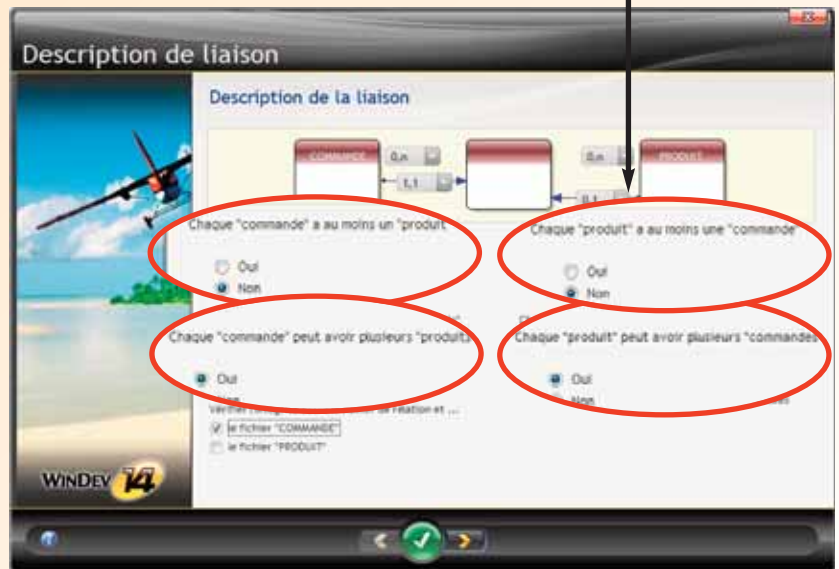 Description de liaison
Description de la liaison
COMMANDE 0,n 0,n PRODUIT
1,1 0,1
Chaque "commande" a au moins un "produit
Chaque "produit" a au moins une "commande"
Oui
Non
Oui
Non
Chaque "commande" peut avoir plusieurs "produits
Chaque "produit" peut avoir plusieurs "commandes
Oui
Non
Oui
Non
le fichier "COMMANDE"
le fichier "PRODUIT"
WINDEV 14